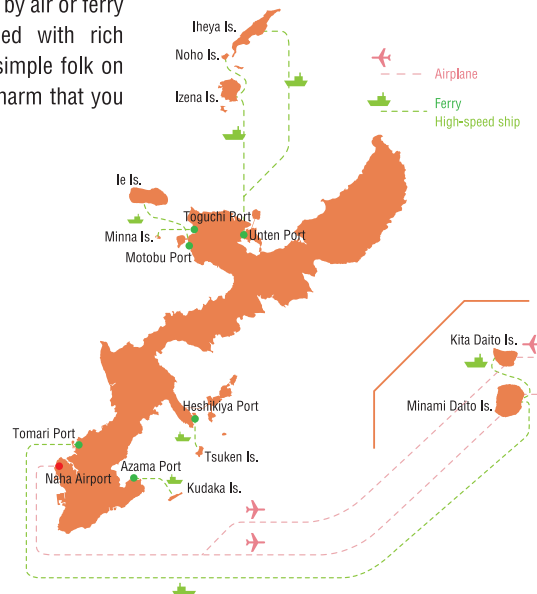 by air or ferry
ed with rich
simple folk on
harm that you
Iheya Is.
Noho Is.
Izena Is.
Airplane
Ferry
High-speed ship
Ie Is.
Toguchi Port
Minna Is.
Unten Port
Motobu Port
Kita Daito Is.
Minami Daito Is.
Heshikiya Port
Tomari Port
Tsuken Is.
Naha Airport
Azama Port
Kudaka Is.